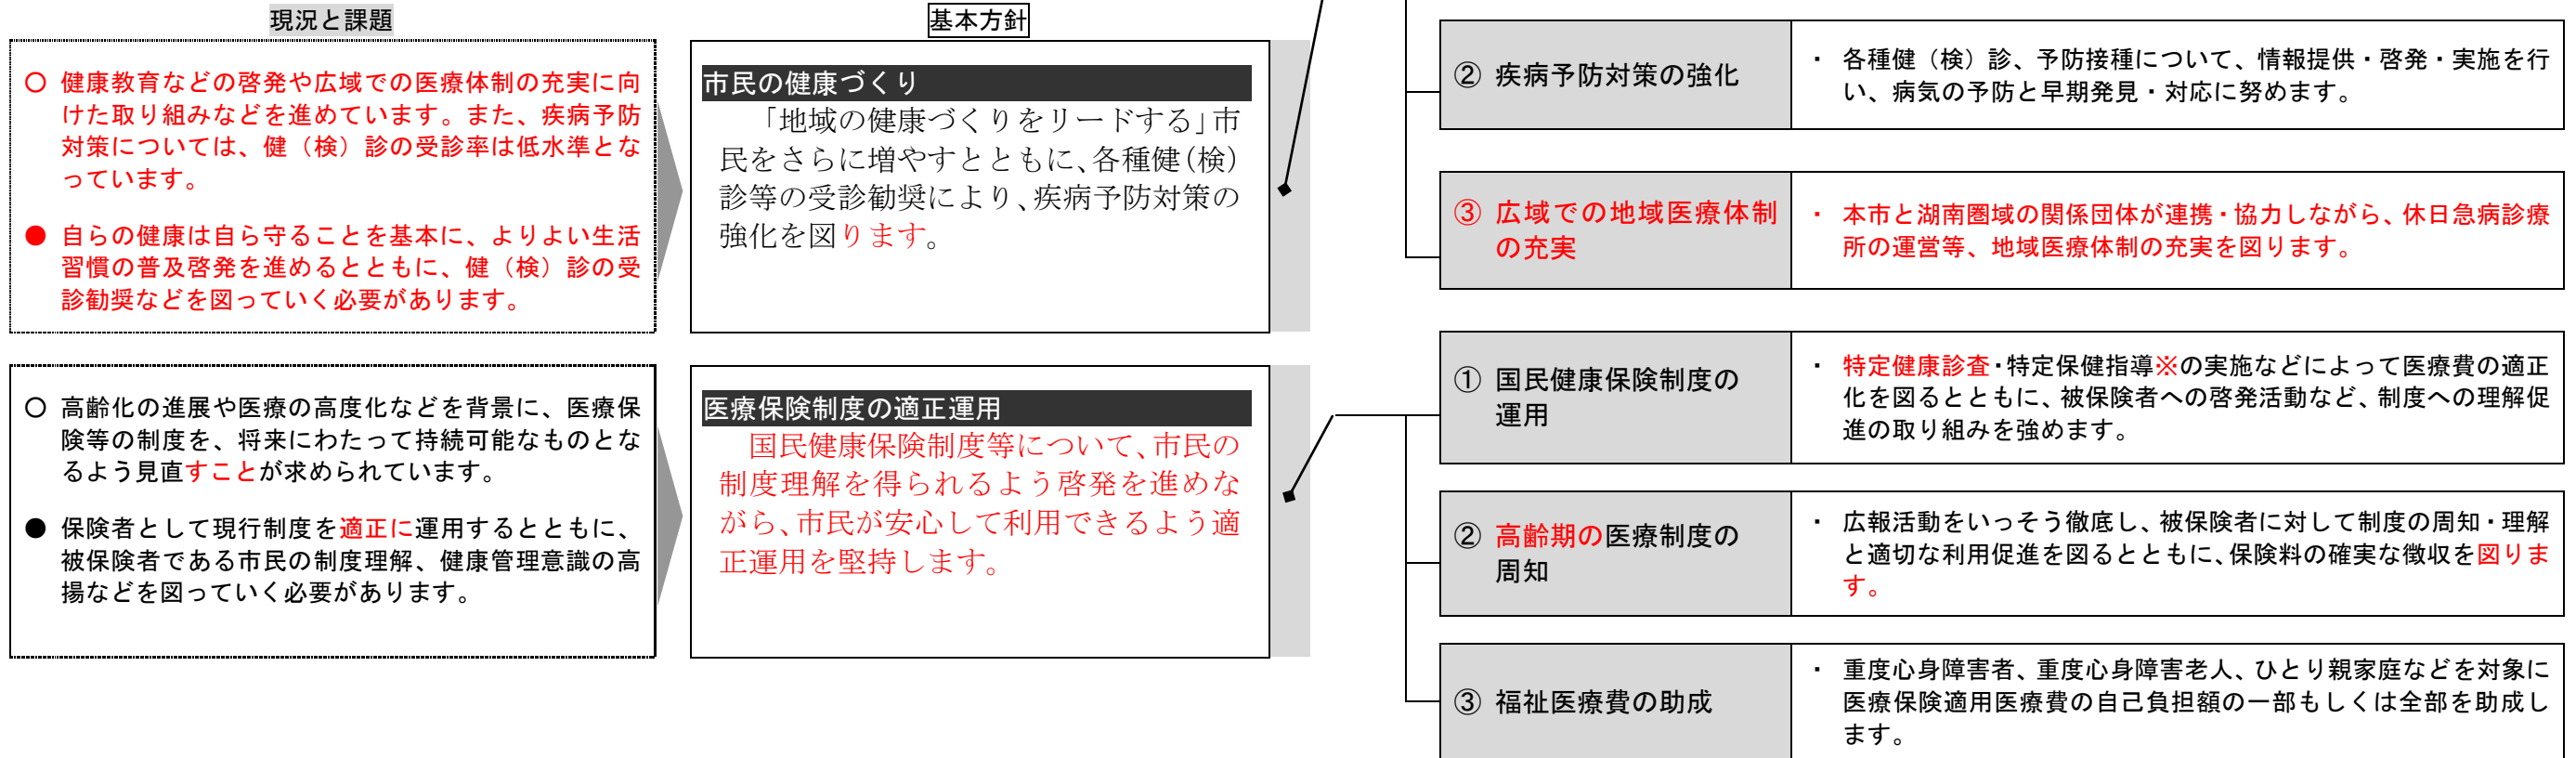 現況と課題
○ 健康教育などの啓発や広域での医療体制の充実に向
けた取り組みなどを進めています。また、疾病予防
対策については、健（検）診の受診率は低水準とな
っています。
● 自らの健康は自ら守ることを基本に、よりよい生活
習慣の普及啓発を進めるとともに、健（検）診の受
診勧奨などを図っていく必要があります。
○ 高齢化の進展や医療の高度化などを背景に、医療保
険等の制度を、将来にわたって持続可能なものとな
るよう見直すことが求められています。
● 保険者として現行制度を適正に運用するとともに、
被保険者である市民の制度理解、健康管理意識の高
揚などを図っていく必要があります。
基本方針
市民の健康づくり
「地域の健康づくりをリードする」市
民をさらに増やすとともに、各種健（検）
診等の受診勧奨により、疾病予防対策の
強化を図ります。
医療保険制度の適正運用
国民健康保険制度等について、市民の
制度理解を得られるよう啓発を進めな
がら、市民が安心して利用できるよう適
正運用を堅持します。
② 疾病予防対策の強化
・ 各種健（検）診、予防接種について、情報提供・啓発・実施を行
い、病気の予防と早期発見・対応に努めます。
③ 広域での地域医療体制
の充実
・ 本市と湖南圏域の関係団体が連携・協力しながら、休日急病診療
所の運営等、地域医療体制の充実を図ります。
① 国民健康保険制度の
運用
・ 特定健康診査・特定保健指導※の実施などによって医療費の適正
化を図るとともに、被保険者への啓発活動など、制度への理解促
進の取り組みを強めます。
② 高齢期の医療制度の
周知
・ 広報活動をいっそう徹底し、被保険者に対して制度の周知・理解
と適切な利用促進を図るとともに、保険料の確実な徴収を図りま
す。
③ 福祉医療費の助成
・ 重度心身障害者、重度心身障害老人、ひとり親家庭などを対象に
医療保険適用医療費の自己負担額の一部もしくは全部を助成し
ます。